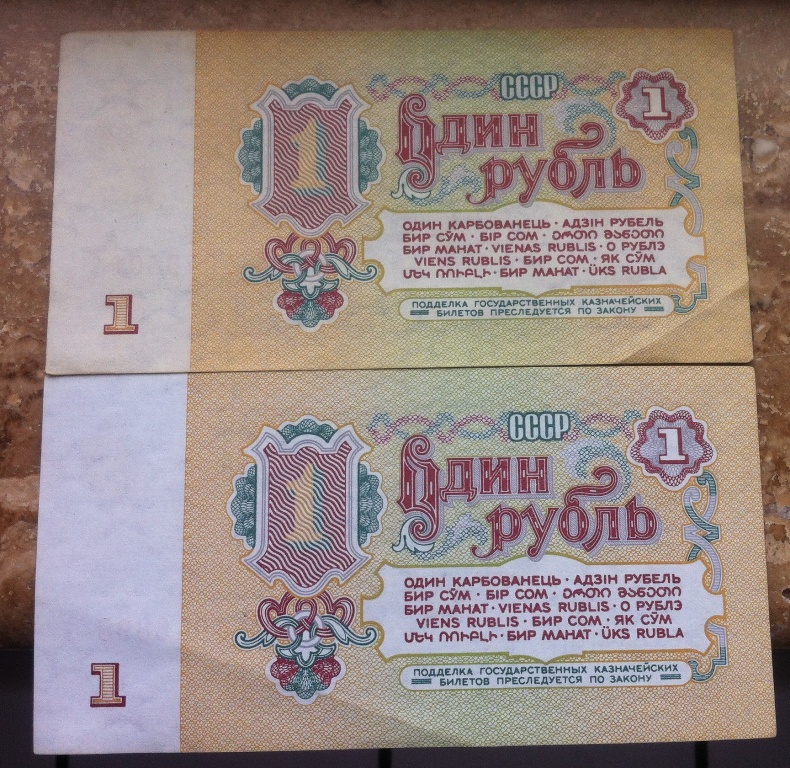 СССР
1
1
Один
рубль
ОДИН КАРБОВАНЕЦЬ · АДЗІН РУБЕЛЬ
БИР СЎМ · БІР СОМ · ᲔᲠᲗᲘ ᲛᲐᲜᲔᲗᲘ
БИР МАНАТ · VIENAS RUBLIS · О РУБЛЭ
VIENS RUBLIS · БИР СОМ · ЯК СӮМ
ՄԵԿ ՌՈՒԲԼԻ · БИР МАНАТ · ÜKS RUBLA
1
ПОДДЕЛКА ГОСУДАРСТВЕННЫХ КАЗНАЧЕЙСКИХ
БИЛЕТОВ ПРЕСЛЕДУЕТСЯ ПО ЗАКОНУ
СССР
1
1
Один
рубль
ОДИН КАРБОВАНЕЦЬ · АДЗІН РУБЕЛЬ
БИР СЎМ · БІР СОМ · ᲔᲠᲗᲘ ᲛᲐᲜᲔᲗᲘ
БИР МАНАТ · VIENAS RUBLIS · О РУБЛЭ
VIENS RUBLIS · БИР СОМ · ЯК СӮМ
ՄԵԿ ՌՈՒԲԼԻ · БИР МАНАТ · ÜKS RUBLA
1
ПОДДЕЛКА ГОСУДАРСТВЕННЫХ КАЗНАЧЕЙСКИХ
БИЛЕТОВ ПРЕСЛЕДУЕТСЯ ПО ЗАКОНУ